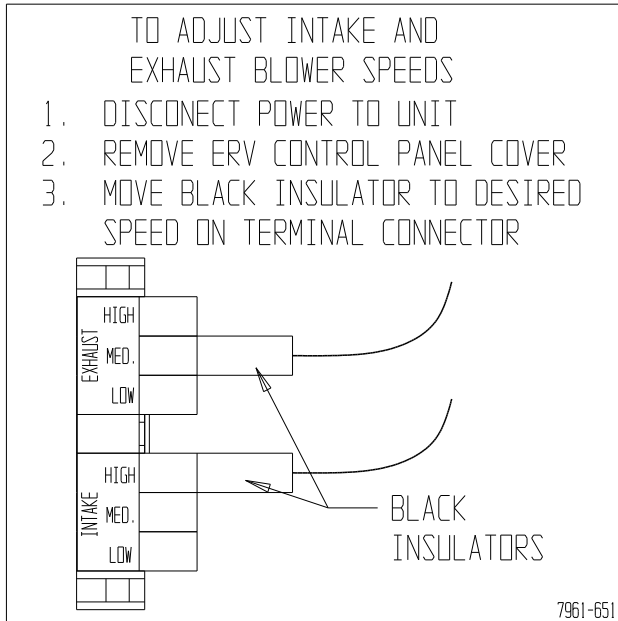 TO ADJUST INTAKE AND
EXHAUST BLOWER SPEEDS
1. DISCONECT POWER TO UNIT
2. REMOVE ERV CONTROL PANEL COVER
3. MOVE BLACK INSULATOR TO DESIRED
SPEED ON TERMINAL CONNECTOR
EXHAUST
HIGH
MED.
LOW
INTAKE
HIGH
MED.
LOW
BLACK
INSULATORS
7961-651